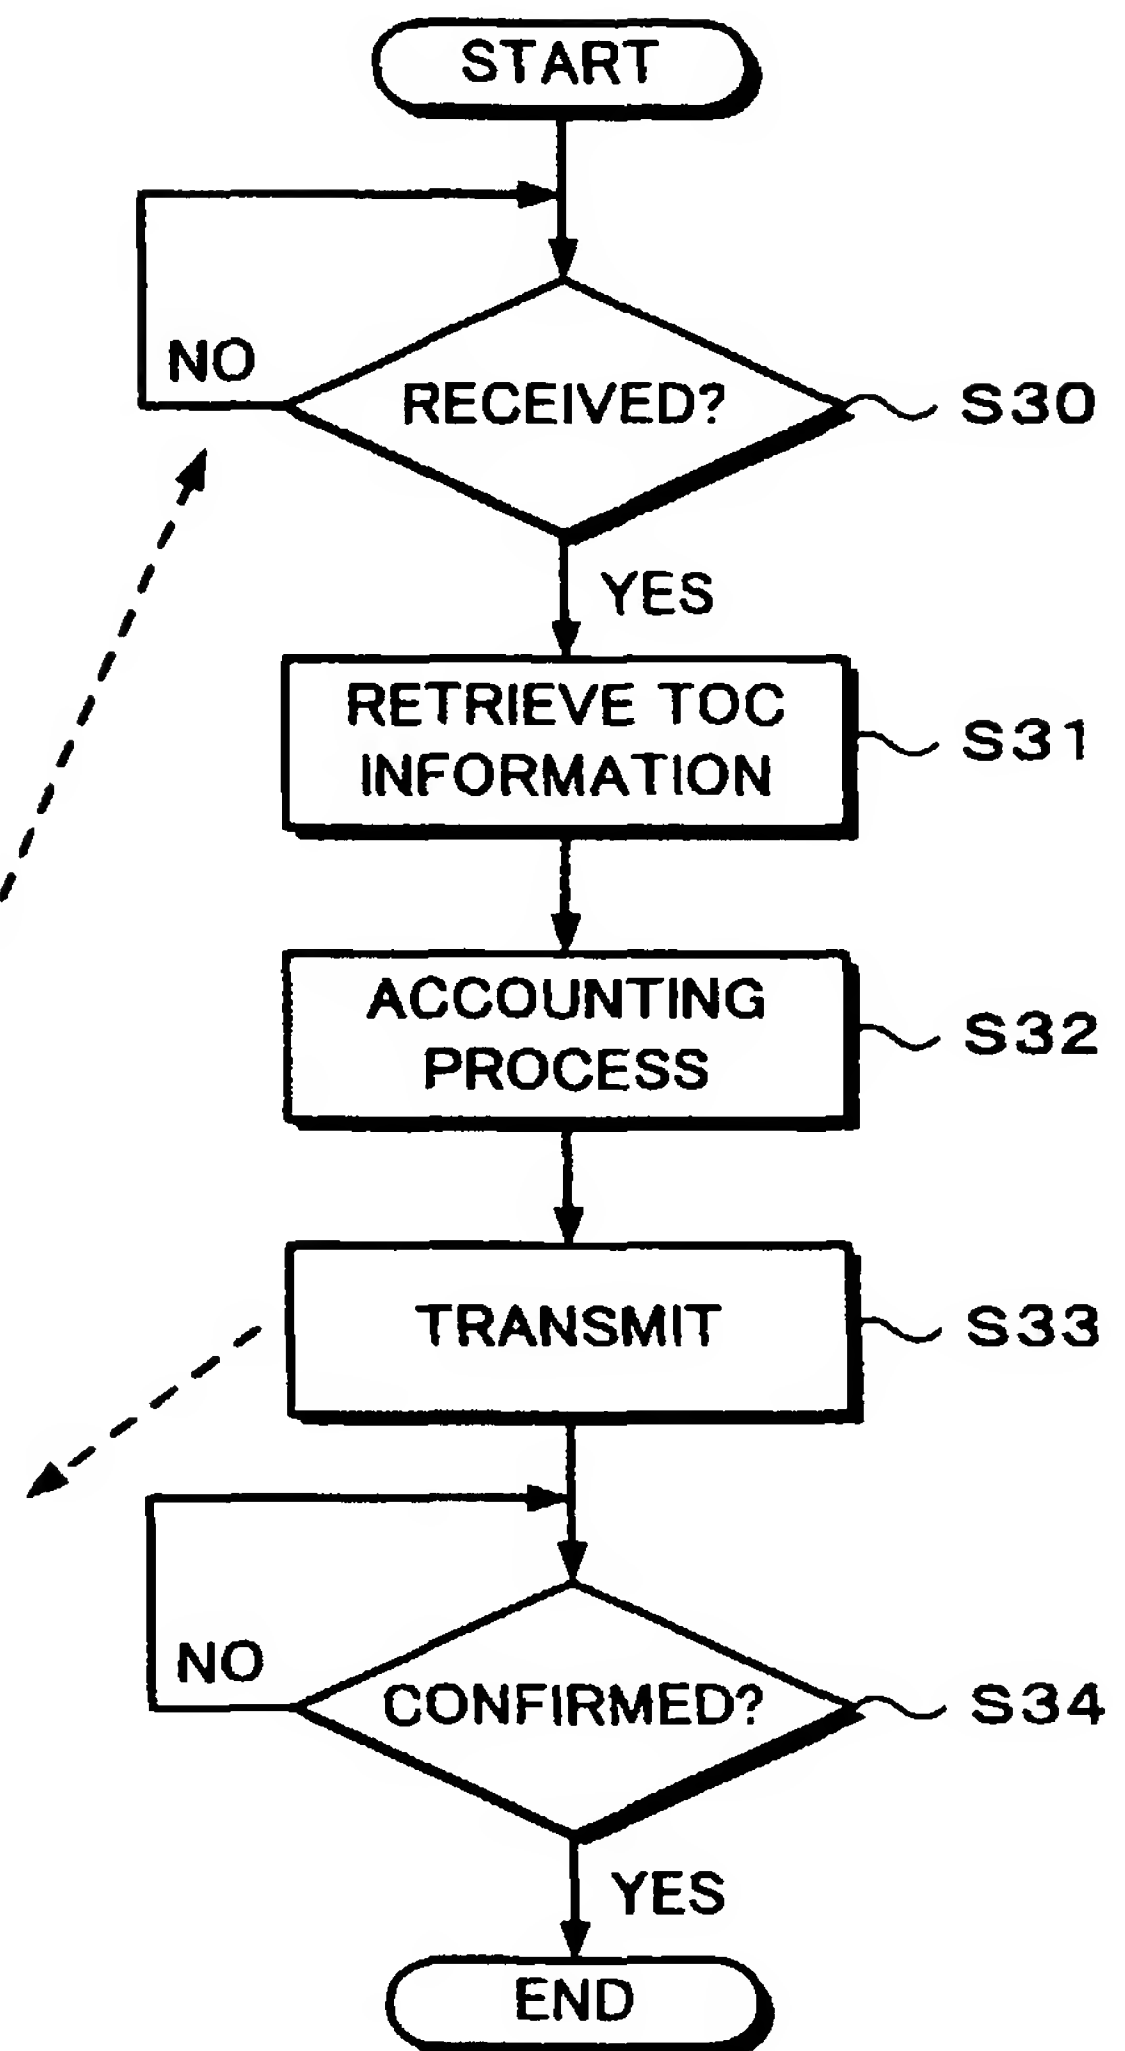 START
NO
RECEIVED?
S30
YES
RETRIEVE TOC
INFORMATION
S31
ACCOUNTING
PROCESS
S32
TRANSMIT
S33
NO
CONFIRMED?
S34
YES
END